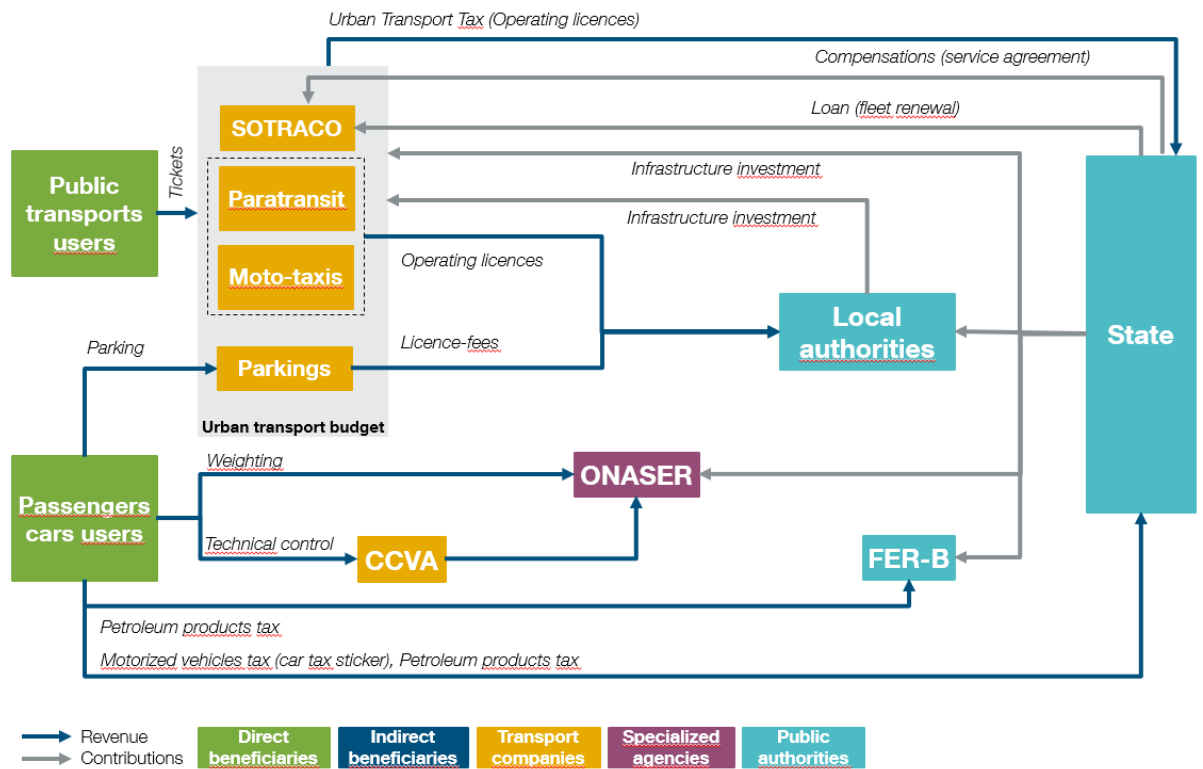 Urban Transport Tax (Operating licences)
Compensations (service agreement)
Loan (fleet renewal)
SOTRACO
Infrastructure investment
Infrastructure investment
Public
transports
users
Tickets
Paratransit
Moto-taxis
Operating licences
Local
authorities
State
Parking
Parkings
Licence-fees
Urban transport budget
Passengers
cars users
Weighting
ONASER
Technical control
CCVA
FER-B
Petroleum products tax
Motorized vehicles tax (car tax sticker), Petroleum products tax
Revenue
Contributions
Direct
beneficiaries
Indirect
beneficiaries
Transport
companies
Specialized
agencies
Public
authorities